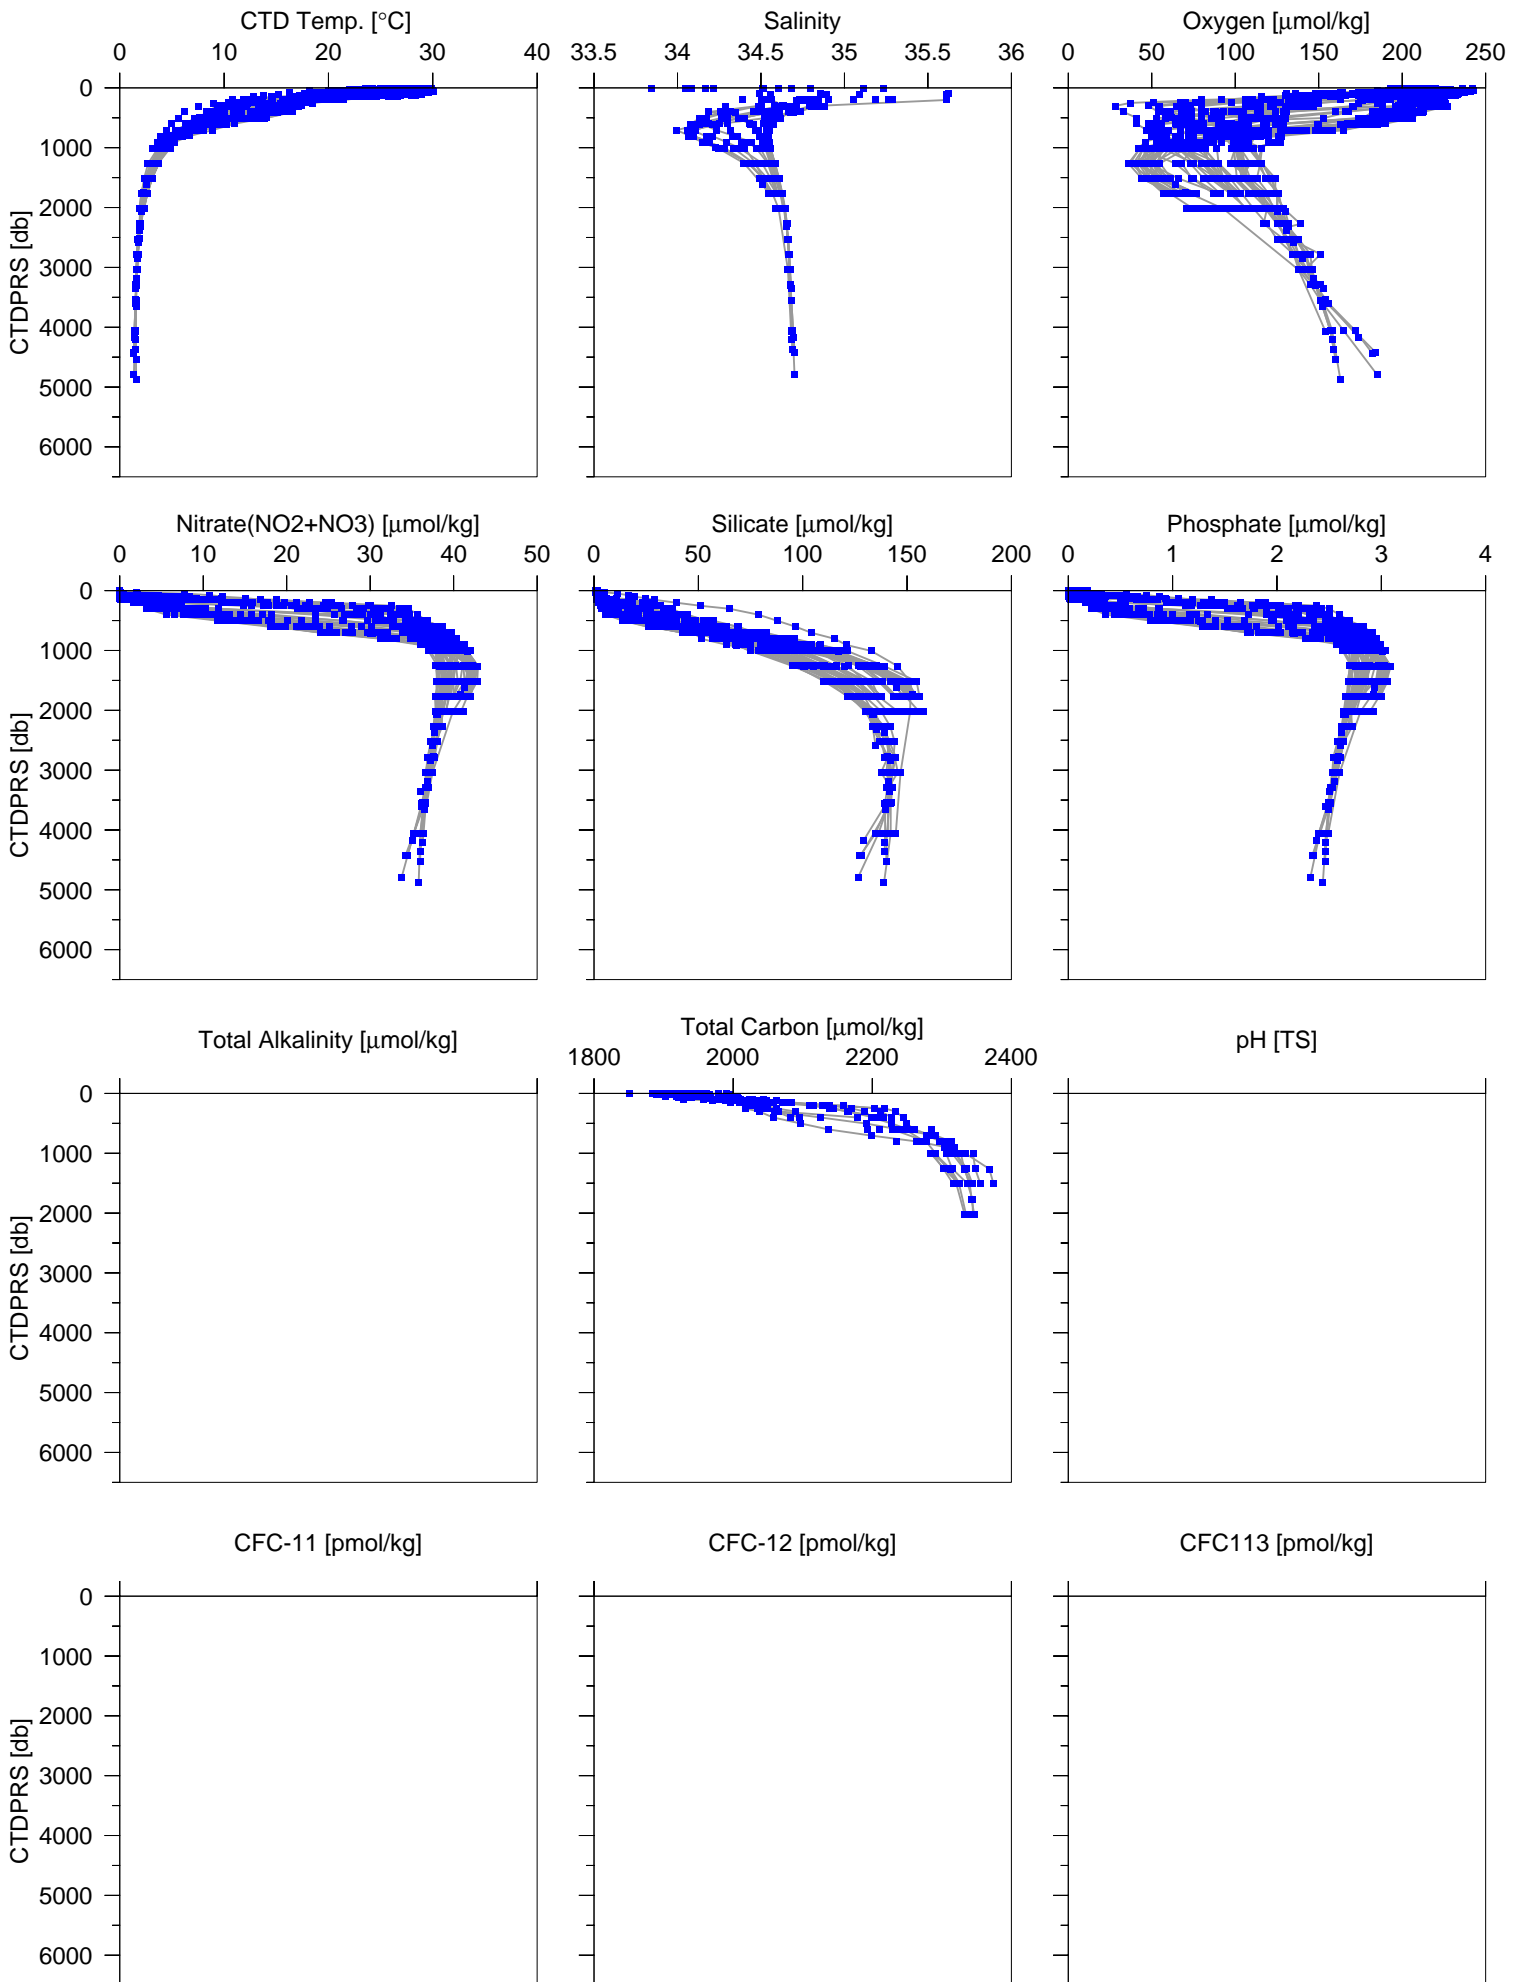 CTD Temp. [°C] Salinity Oxygen [μmol/kg]
0 10 20 30 40 33.5 34 34.5 35 35.5 36 0 50 100 150 200 250
0
1000
2000
3000
4000
5000
6000
CTDPRS [db]
Nitrate(NO2+NO3) [μmol/kg] Silicate [μmol/kg] Phosphate [μmol/kg]
0 10 20 30 40 50 0 50 100 150 200 0 1 2 3 4
0
1000
2000
3000
4000
5000
6000
CTDPRS [db]
Total Alkalinity [μmol/kg] Total Carbon [μmol/kg] pH [TS]
1800 2000 2200 2400
0
1000
2000
3000
4000
5000
6000
CTDPRS [db]
CFC-11 [pmol/kg] CFC-12 [pmol/kg] CFC113 [pmol/kg]
0
1000
2000
3000
4000
5000
6000
CTDPRS [db]